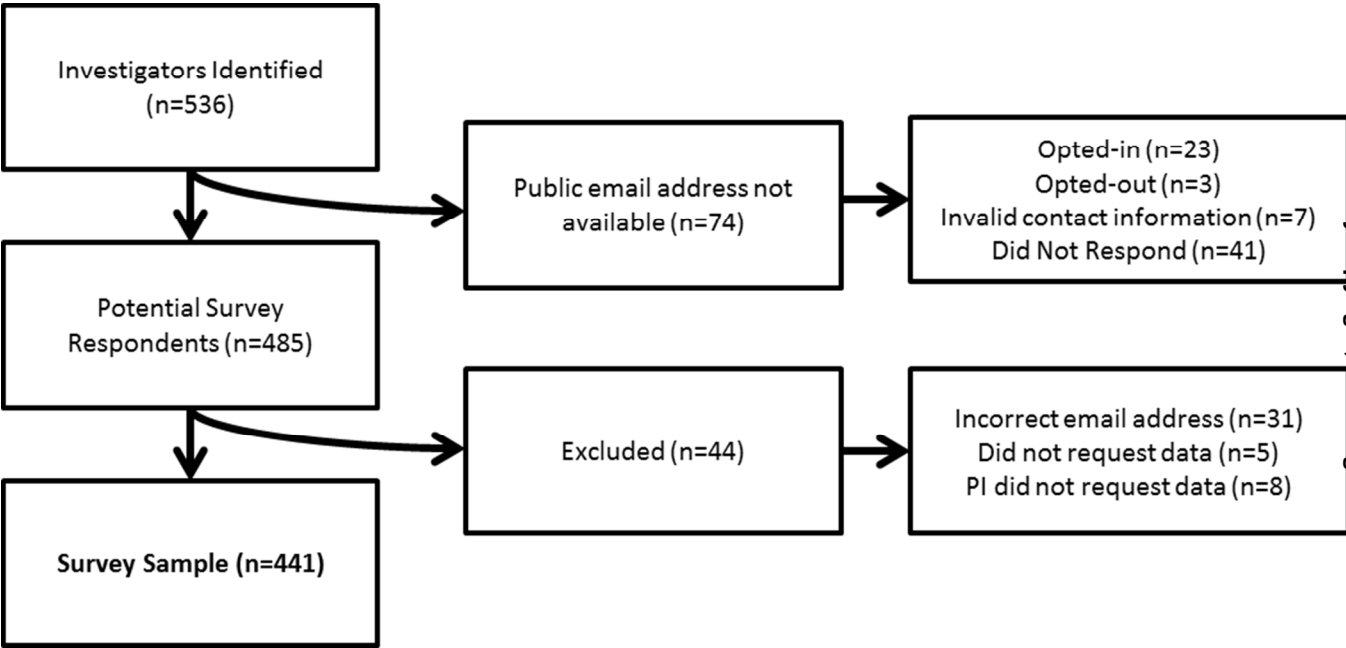 Investigators Identified
(n=536)
Public email address not
available (n=74)
Opted-in (n=23)
Opted-out (n=3)
Invalid contact information (n=7)
Did Not Respond (n=41)
Potential Survey
Respondents (n=485)
Excluded (n=44)
Incorrect email address (n=31)
Did not request data (n=5)
PI did not request data (n=8)
Survey Sample (n=441)